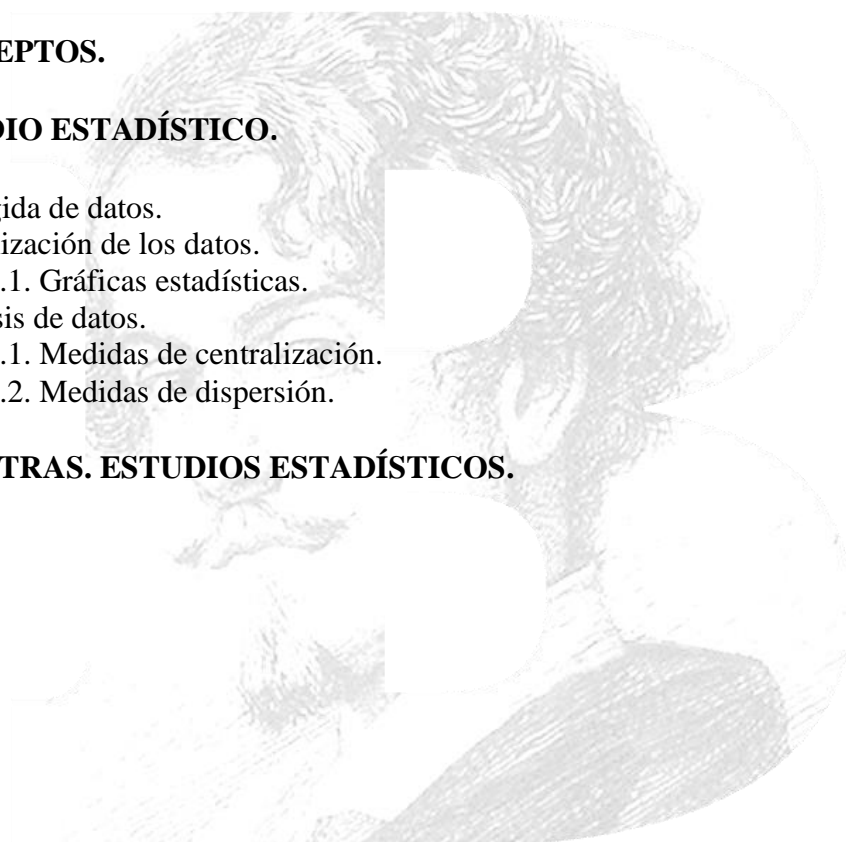 EPTOS.
DIO ESTADÍSTICO.
gida de datos.
ización de los datos.
.1. Gráficas estadísticas.
sis de datos.
.1. Medidas de centralización.
.2. Medidas de dispersión.
TRAS. ESTUDIOS ESTADÍSTICOS.